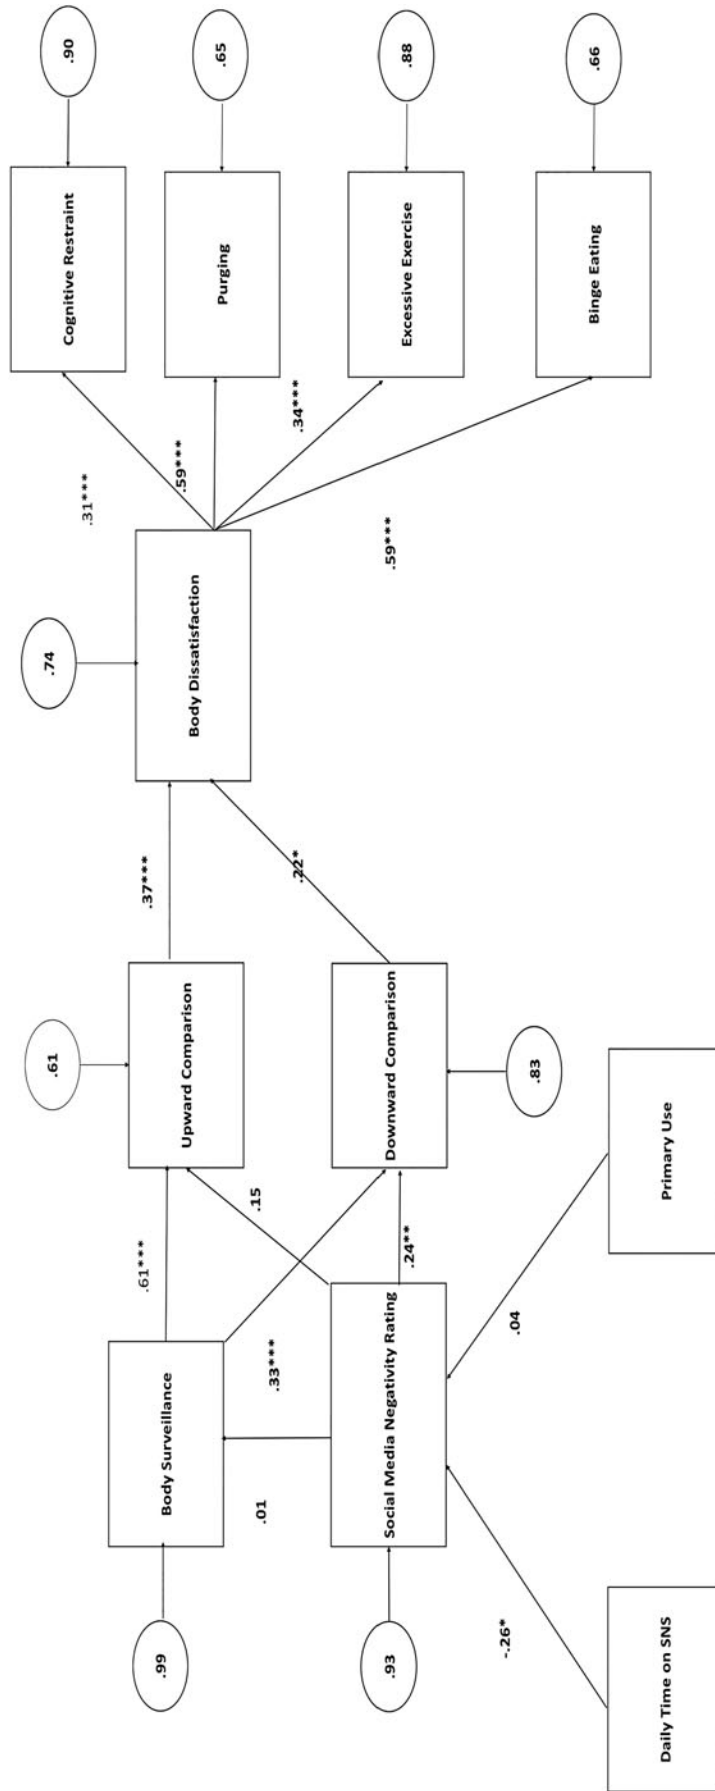 .90
.65
.88
.66
Cognitive Restraint
Purging
Excessive Exercise
Binge Eating
.31***
.59***
.34***
.59***
.74
Body Dissatisfaction
.37***
.22*
.61
Upward Comparison
Downward Comparison
.83
.61***
.15
.33***
.24**
Body Surveillance
.01
Social Media Negativity Rating
.04
Primary Use
.99
.93
-.26*
Daily Time on SNS